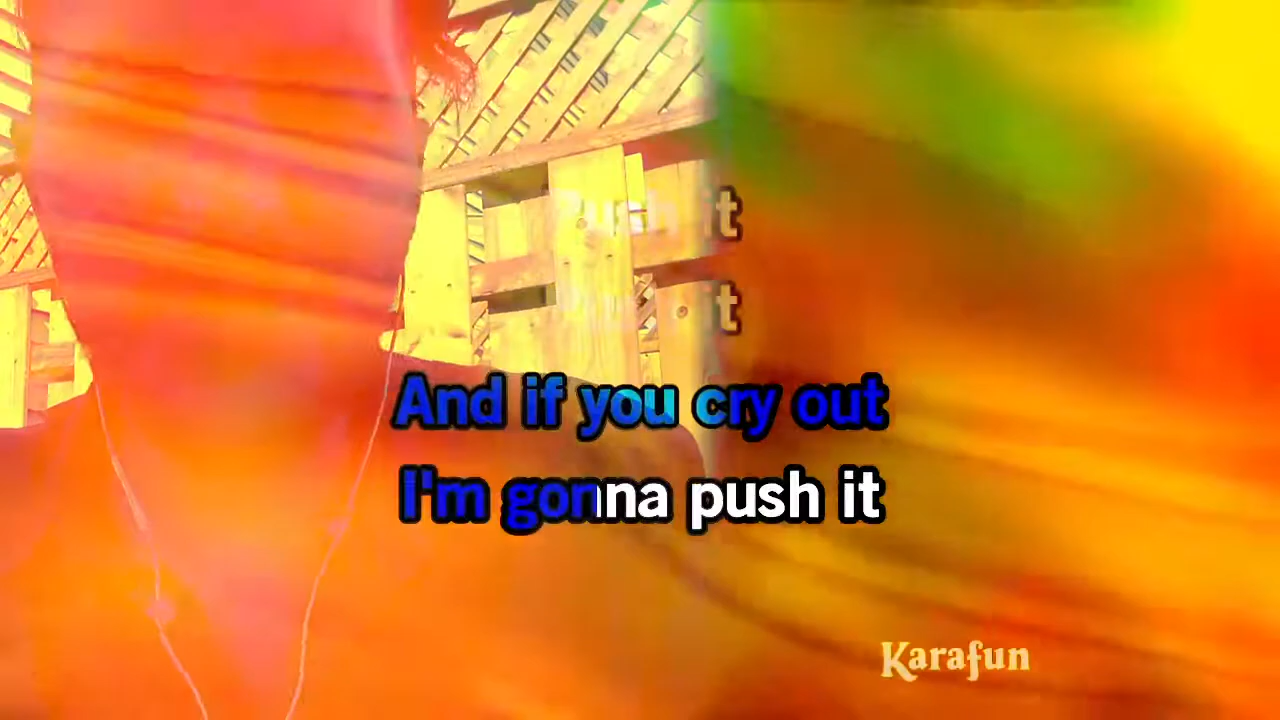 Push it
Push it
And if you cry out
I'm gonna push it
Karafun